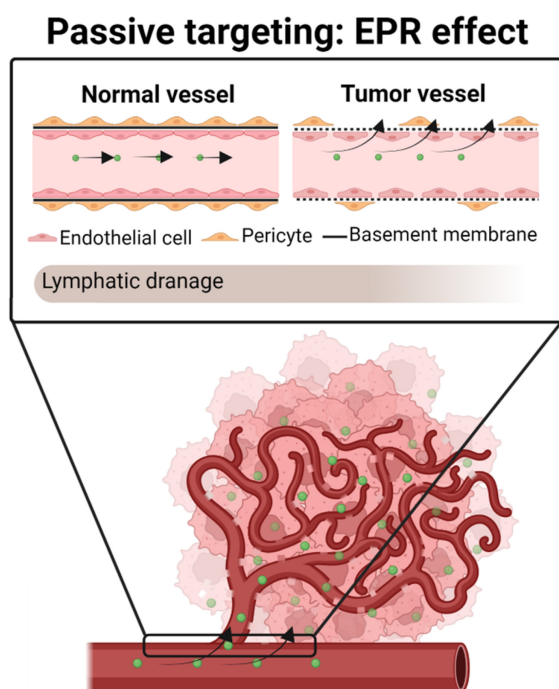 Passive targeting: EPR effect
Normal vessel
Tumor vessel
Endothelial cell
Pericyte
Basement membrane
Lymphatic dranage